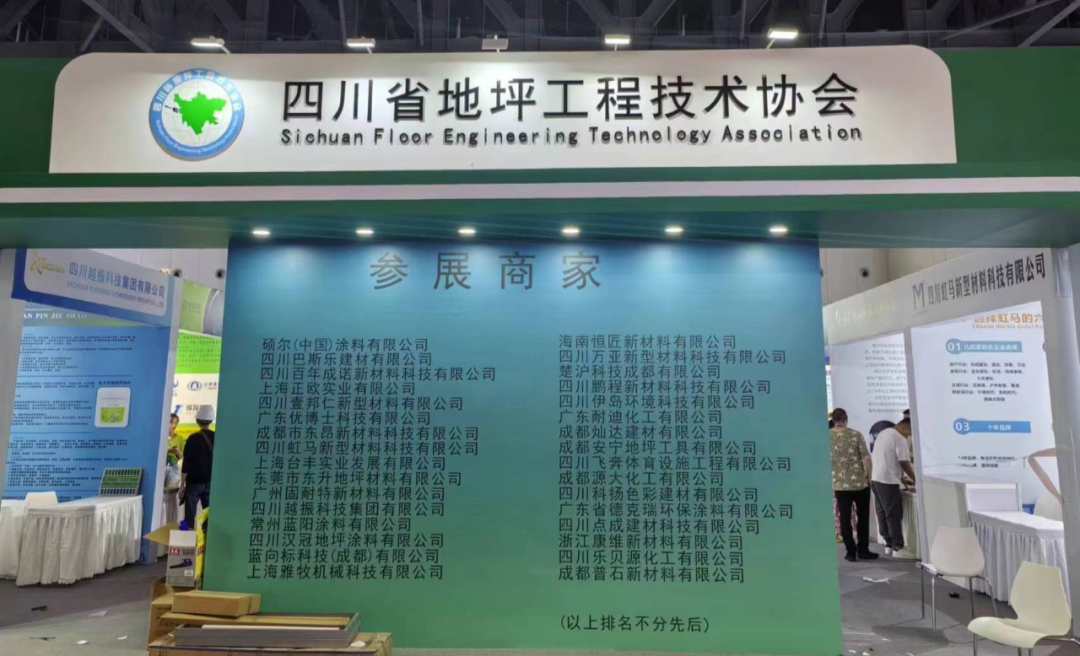 四川省地坪工程技术协会
Sichuan Floor Engineering Technology Association
参展商家
硕尔(中国)涂料有限公司
四川巴斯乐建材有限公司
四川百年成诺新材料科技有限公司
上海正欧实业有限公司
四川壹邦仁新型材料有限公司
广东优博士科技有限公司
成都市东昂新材料科技有限公司
四川虹马新型材料科技有限公司
上海台丰实业发展有限公司
东莞市东升地坪材料有限公司
广州固耐特新材料有限公司
四川越振科技集团有限公司
常州蓝阳涂料有限公司
四川汉冠地坪涂料有限公司
蓝向标科技(成都)有限公司
上海雅牧机械科技有限公司
海南恒匠新材料有限公司
四川万亚新型材料科技有限公司
楚沪科技成都有限公司
四川鹏程新材料科技有限公司
四川伊岛环境科技有限公司
广东耐迪化工有限公司
成都灿达建材有限公司
成都安宁地坪工具有限公司
四川飞奔体育设施工程有限公司
成都源大化工有限公司
四川科扬色彩建材有限公司
广东省德克瑞环保涂料有限公司
四川点成建材科技有限公司
浙江康维新材料有限公司
四川乐贝源化工有限公司
成都普石新材料有限公司
(以上排名不分先后)
四川越振科技集团有限公司
四川虹马新型材料科技有限公司
选择虹马的六
01
03 十年品牌